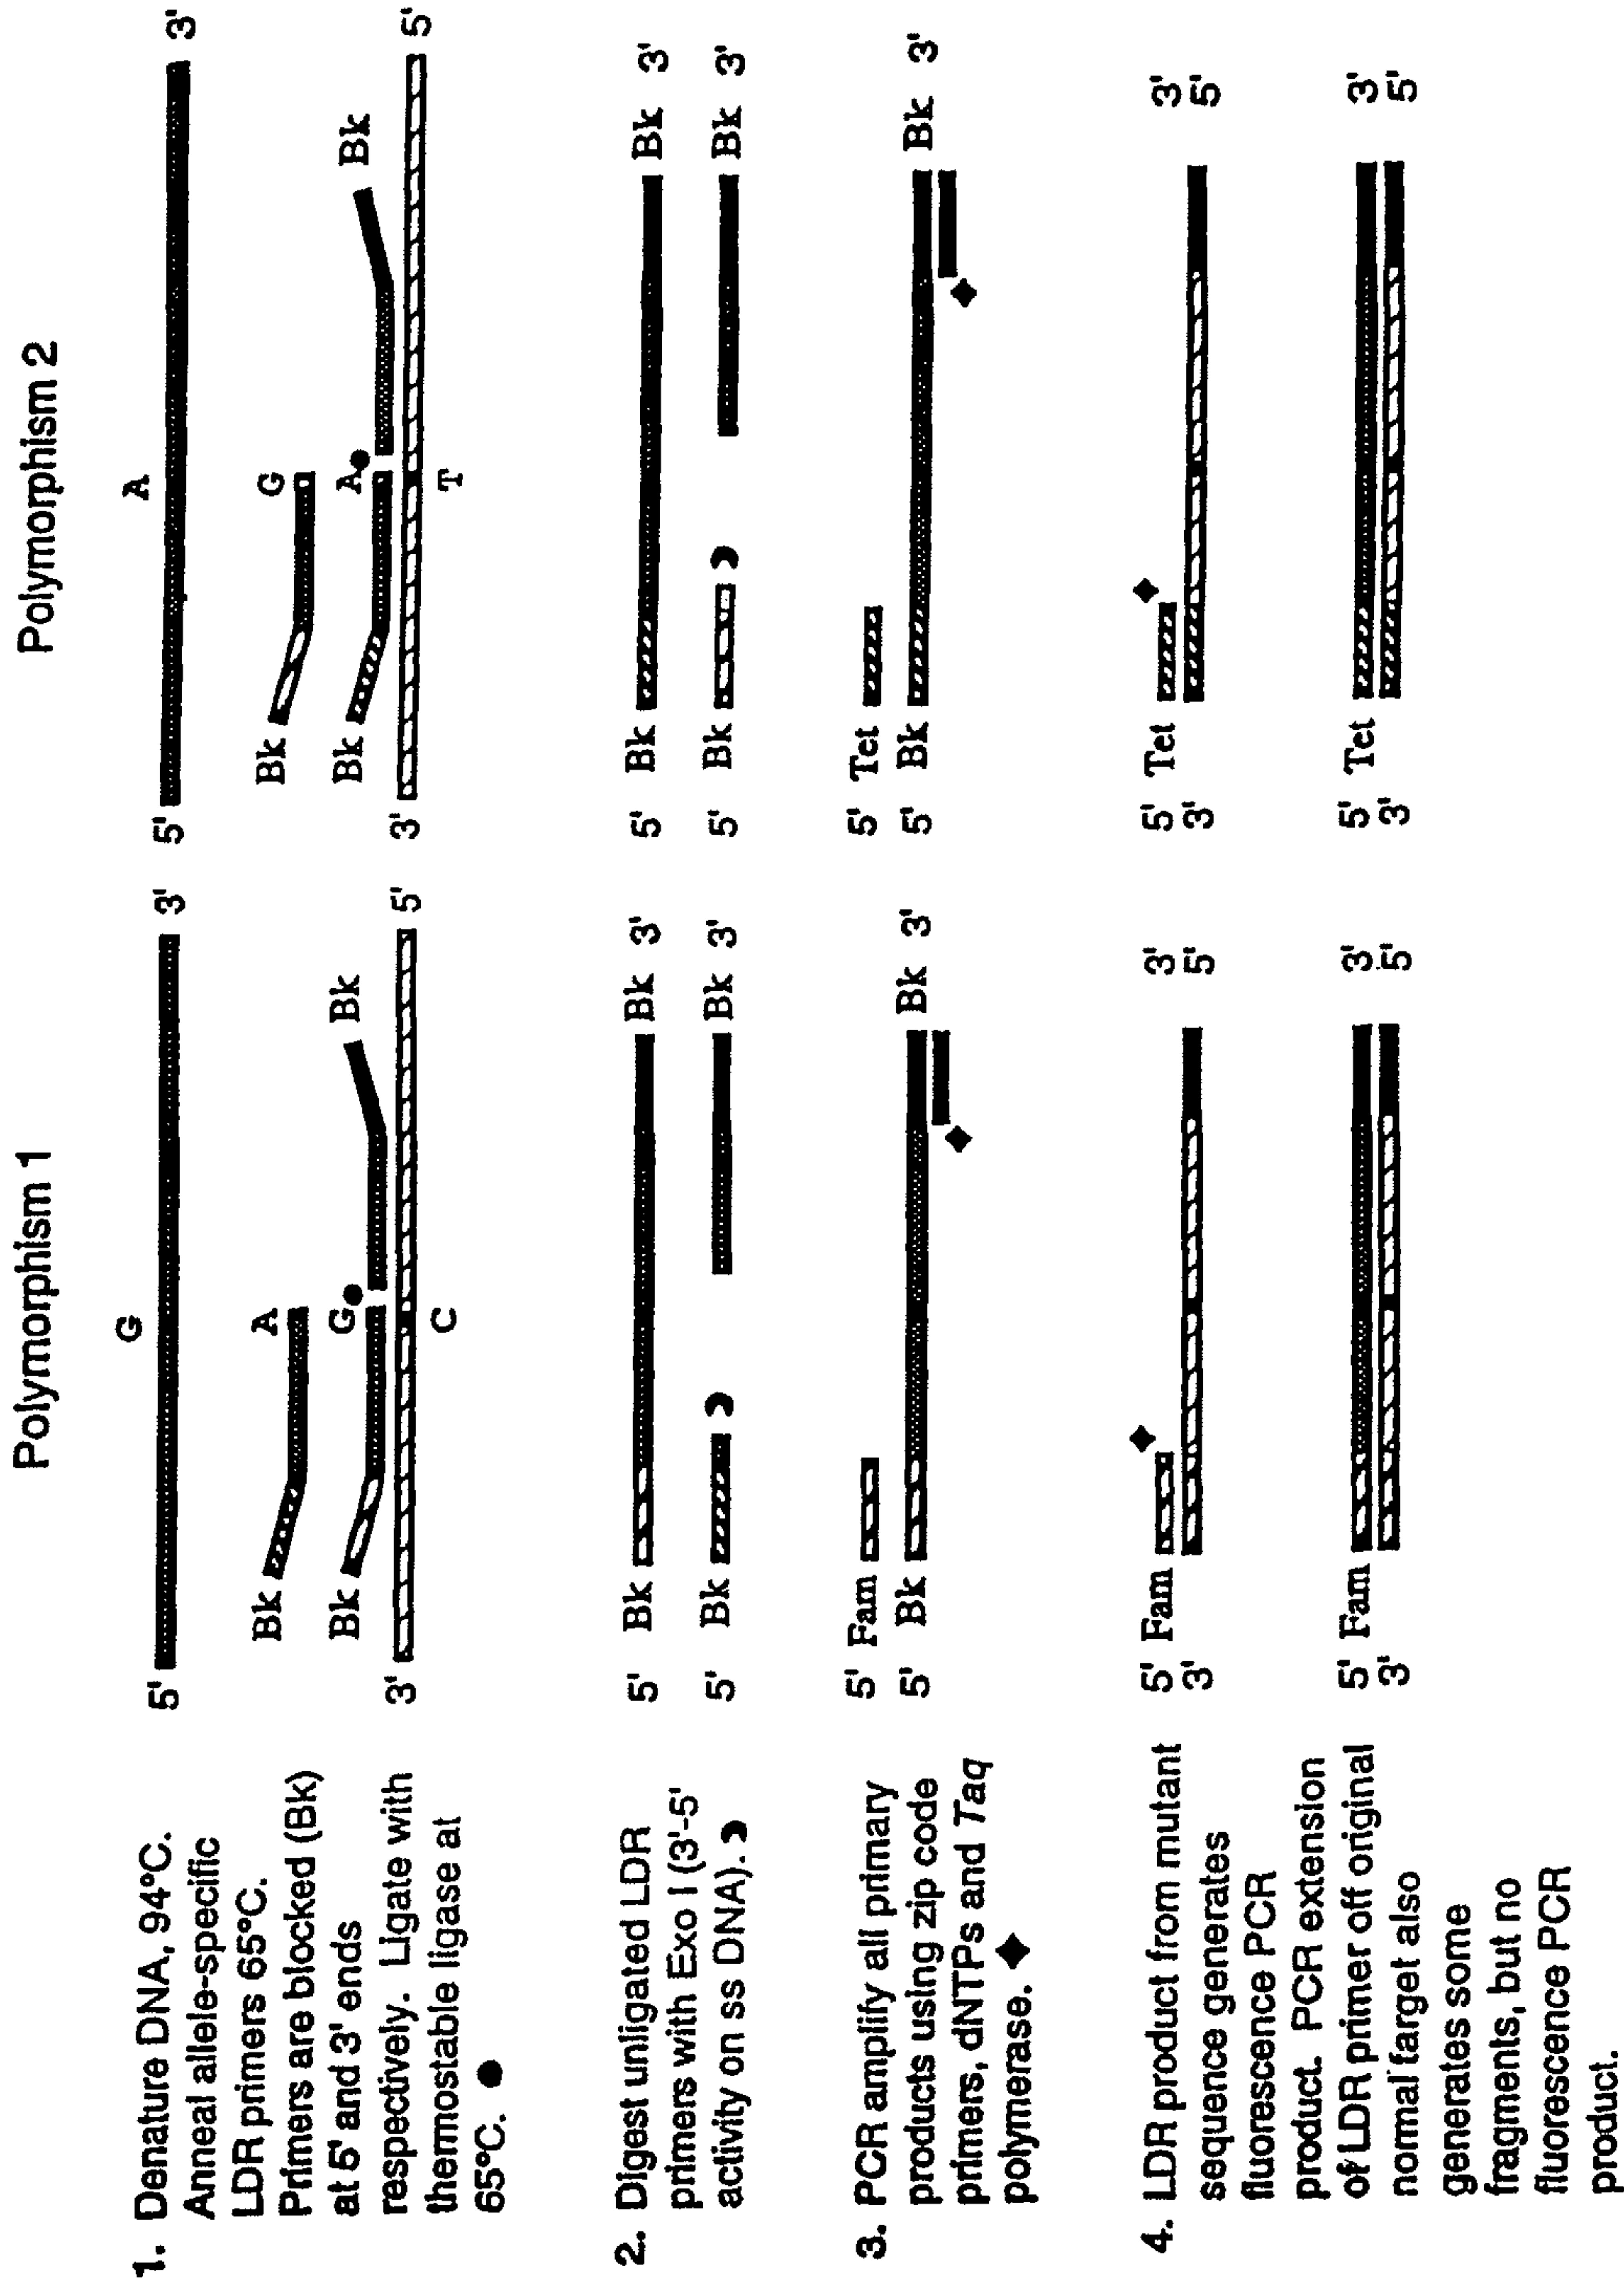 Polymorphism 1
Polymorphism 2
1. Denature DNA, 94°C.
Anneal allele-specific
LDR primers 65°C.
Primers are blocked (Bk)
at 5' and 3' ends
respectively. Ligate with
thermostable ligase at
65°C.
G
5' 3'
A
Bk
G
Bk Bk
3' 5'
C
A
5' 3'
G
Bk
A
Bk Bk
3' 5'
T
2. Digest unligated LDR
primers with Exo I (3'-5'
activity on ss DNA).
5' Bk Bk 3'
5' Bk Bk 3'
5' Bk Bk 3'
5' Bk Bk 3'
3. PCR amplify all primary
products using zip code
primers, dNTPs and Taq
polymerase.
5' Fam
5' Bk Bk 3'
5' Tet
5' Bk Bk 3'
4. LDR product from mutant
sequence generates
fluorescence PCR
product. PCR extension
of LDR primer off original
normal target also
generates some
fragments, but no
fluorescence PCR
product.
5' Fam 3'
3' 5'
5' Fam 3'
3' 5'
5' Tet 3'
3' 5'
5' Tet 3'
3' 5'